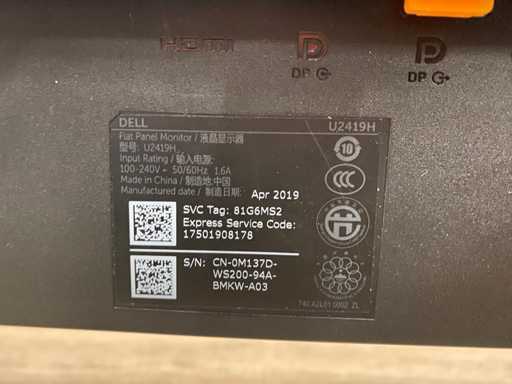 HDMI
DP
DP
DELL U2419H
Flat Panel Monitor / 液晶显示器
型号: U2419H
Input Rating / 输入电源:
100-240V ~ 50/60Hz 1.6A
Made in China / 制造地:中国
Manufactured date / 制造日期: Apr 2019
10
SVC Tag: 81G6MS2
Express Service Code:
17501908178
S/N: CN-0M137D-
WS200-94A-
BMKW-A03